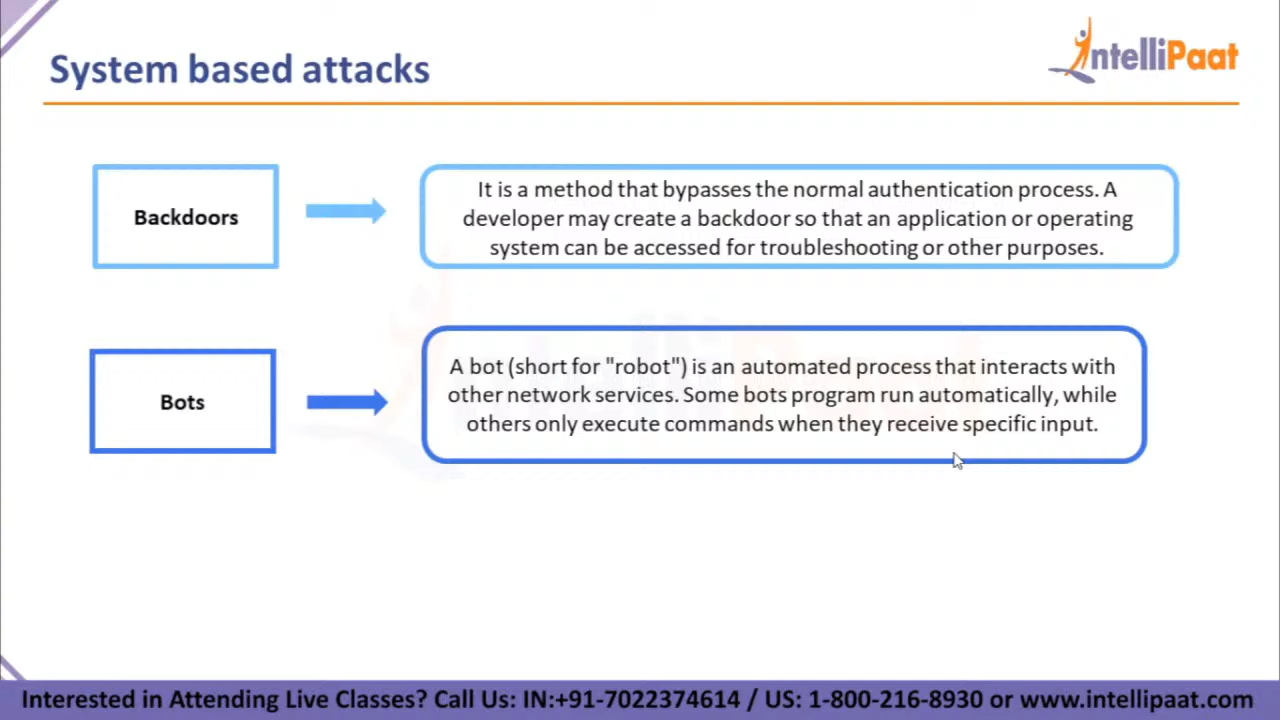 System based attacks
IntelliPaat
Backdoors
It is a method that bypasses the normal authentication process. A
developer may create a backdoor so that an application or operating
system can be accessed for troubleshooting or other purposes.
Bots
A bot (short for "robot") is an automated process that interacts with
other network services. Some bots program run automatically, while
others only execute commands when they receive specific input.
Interested in Attending Live Classes? Call Us: IN:+91-7022374614 / US: 1-800-216-8930 or www.intellipaat.com